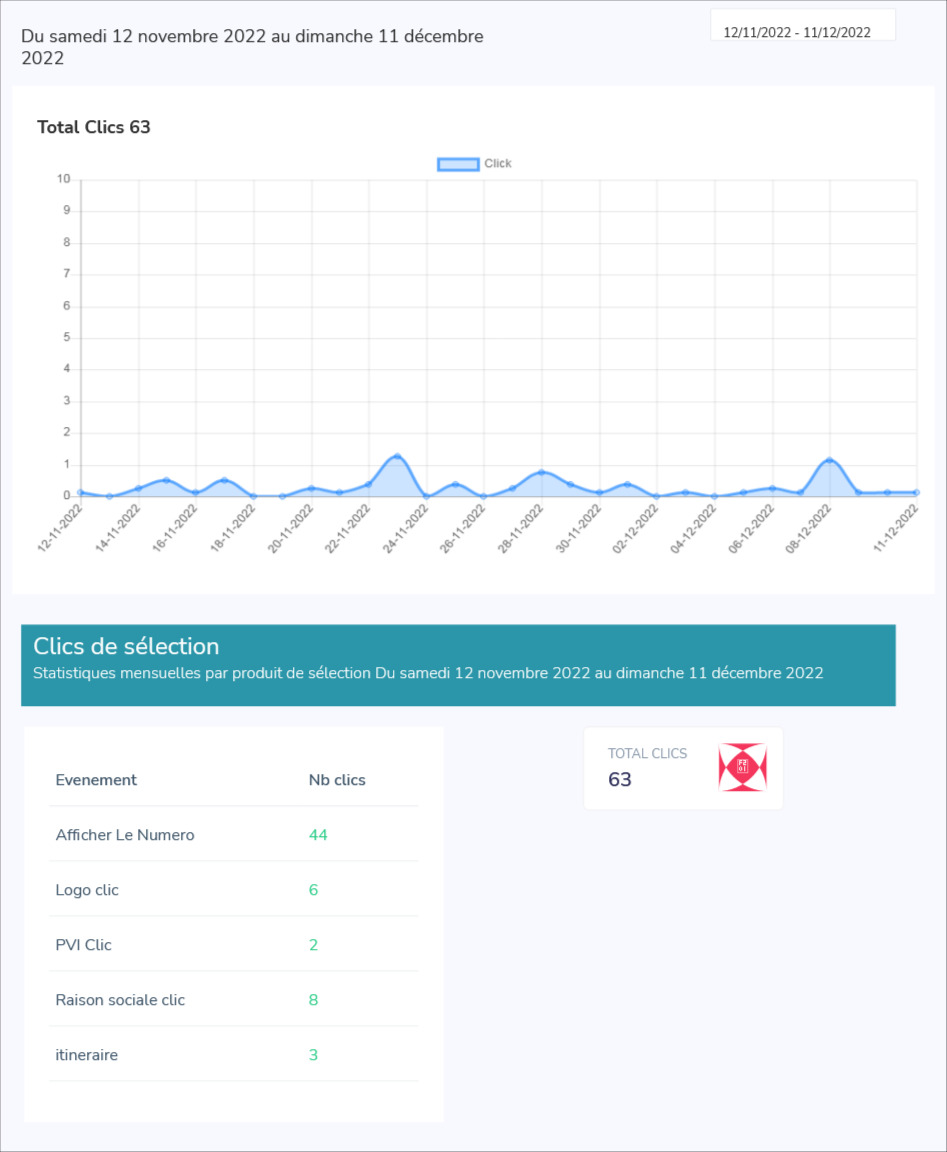 Du samedi 12 novembre 2022 au dimanche 11 décembre
2022
12/11/2022 - 11/12/2022
Total Clics 63
Click
10
9
8
7
6
5
4
3
2
1
0
12-11-2022
14-11-2022
16-11-2022
18-11-2022
20-11-2022
22-11-2022
24-11-2022
26-11-2022
28-11-2022
30-11-2022
02-12-2022
04-12-2022
06-12-2022
08-12-2022
11-12-2022
Clics de sélection
Statistiques mensuelles par produit de sélection Du samedi 12 novembre 2022 au dimanche 11 décembre 2022
Evenement Nb clics
Afficher Le Numero 44
Logo clic 6
PVI Clic 2
Raison sociale clic 8
itineraire 3
TOTAL CLICS
63